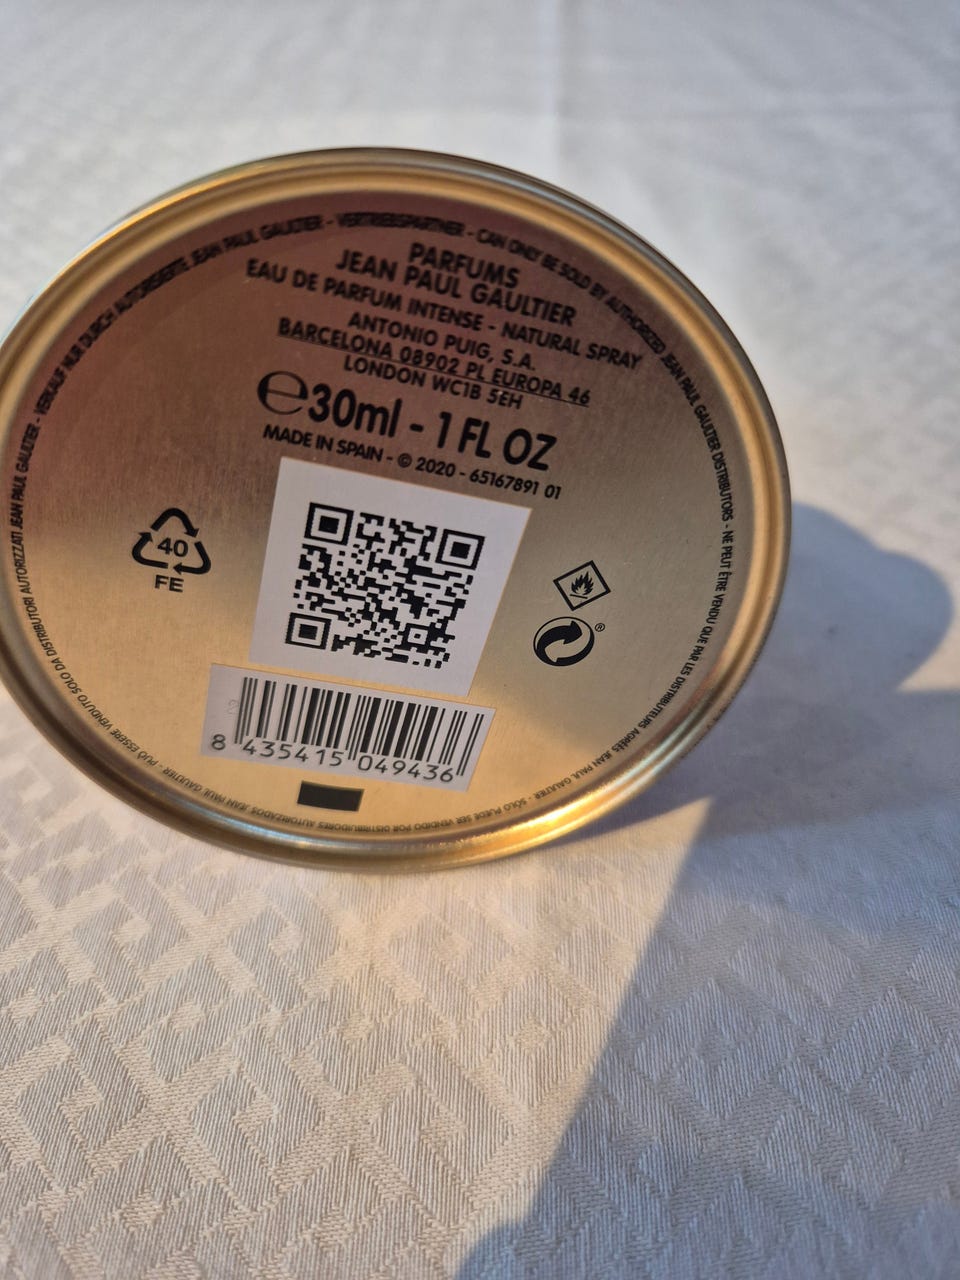 VERKAUF NUR DURCH AUTORISIERTE JEAN PAUL GAULTIER - VERTRIEBSPARTNER - CAN ONLY BE SOLD BY AUTHORIZED JEAN PAUL GAULTIER DISTRIBUTORS - NE PEUT ÊTRE VENDU QUE PAR LES DISTRIBUTEURS AGRÉÉS JEAN PAUL GAULTIER - SÓLO PUEDE SER VENDIDO POR DISTRIBUIDORES AUTORIZADOS JEAN PAUL GAULTIER - PUÒ ESSERE VENDUTO SOLO DA DISTRIBUTORI AUTORIZZATI JEAN PAUL GAULTIER -
PARFUMS
JEAN PAUL GAULTIER
EAU DE PARFUM INTENSE - NATURAL SPRAY
ANTONIO PUIG, S.A.
BARCELONA 08902 PL EUROPA 46
LONDON WC1B 5EH
℮30ml - 1 FL OZ
MADE IN SPAIN - © 2020 - 65167891 01
40
FE
®
8 435415 049436